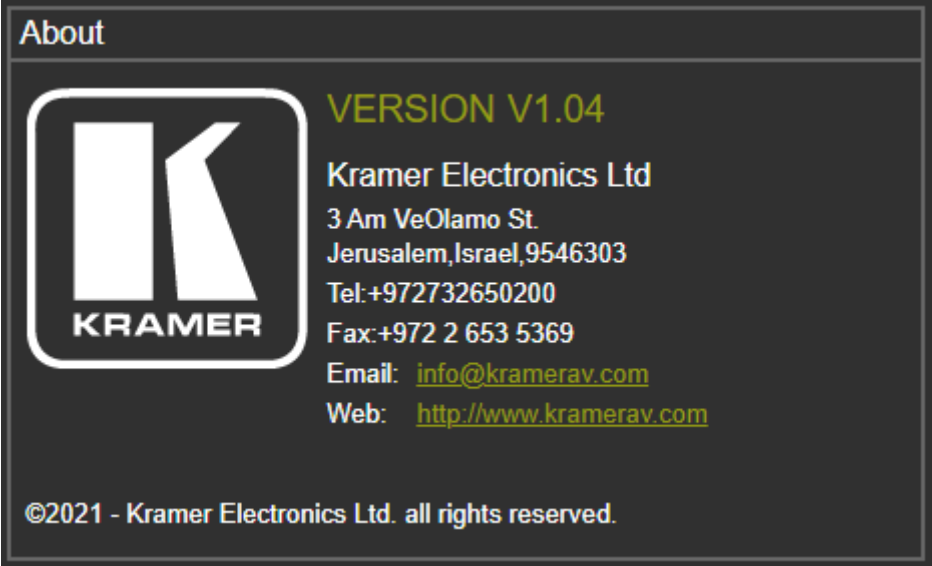 About
VERSION V1.04
Kramer Electronics Ltd
3 Am VeOlamo St.
Jerusalem,Israel,9546303
Tel:+972732650200
Fax:+972 2 653 5369
Email: info@kramerav.com
Web: http://www.kramerav.com
KRAMER
©2021 - Kramer Electronics Ltd. all rights reserved.